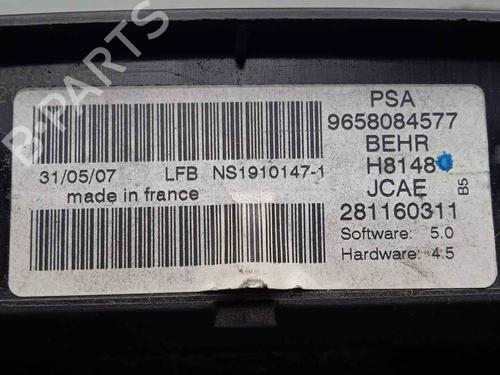 PSA
9658084577
BEHR
H8148
JCAE
B5
281160311
Software: 5.0
Hardware: 4.5
31/05/07 LFB NS1910147-1
made in france
B-PARTS